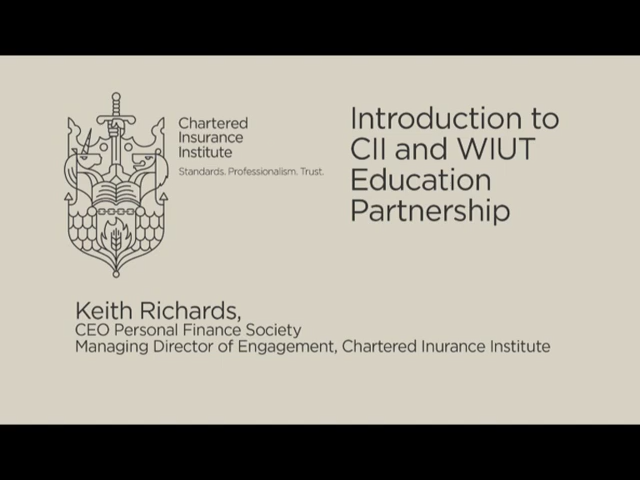 Chartered
Insurance
Institute
Standards. Professionalism. Trust.
Introduction to
CII and WIUT
Education
Partnership
Keith Richards,
CEO Personal Finance Society
Managing Director of Engagement, Chartered Inurance Institute